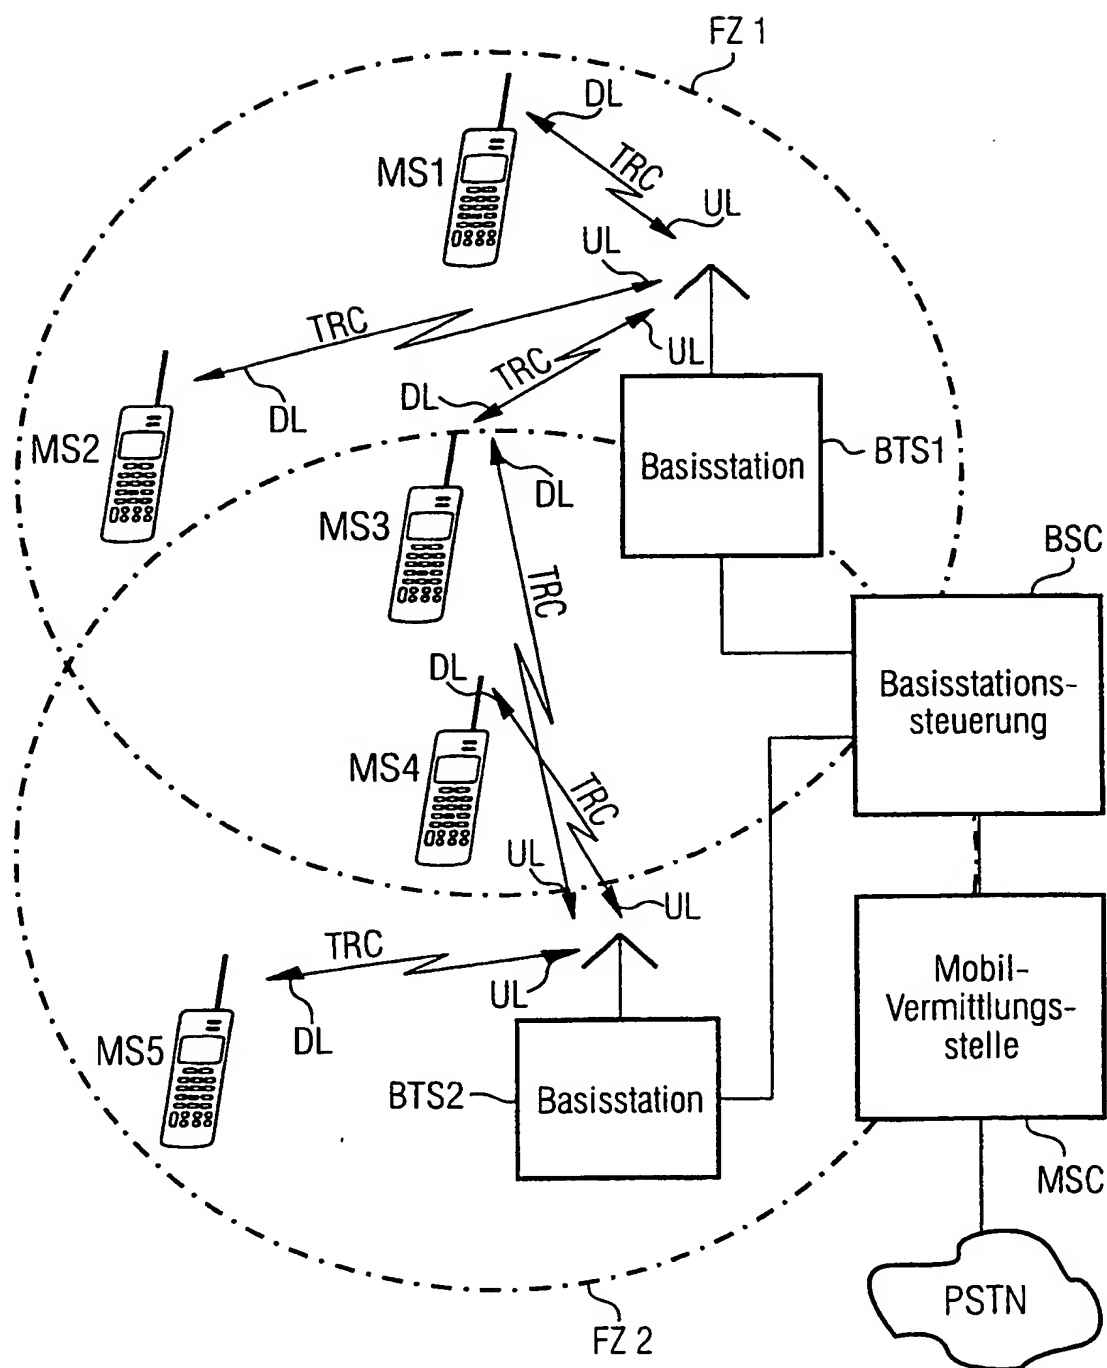 FZ 1
DL
MS1
TRC
UL
UL
TRC
UL
TRC
DL
DL
MS2
Basisstation
BTS1
DL
MS3
BSC
TRC
DL
Basisstations-
steuerung
MS4
TRC
UL
UL
TRC
Mobil-
Vermittlungs-
stelle
UL
DL
MS5
BTS2
Basisstation
MSC
PSTN
FZ 2